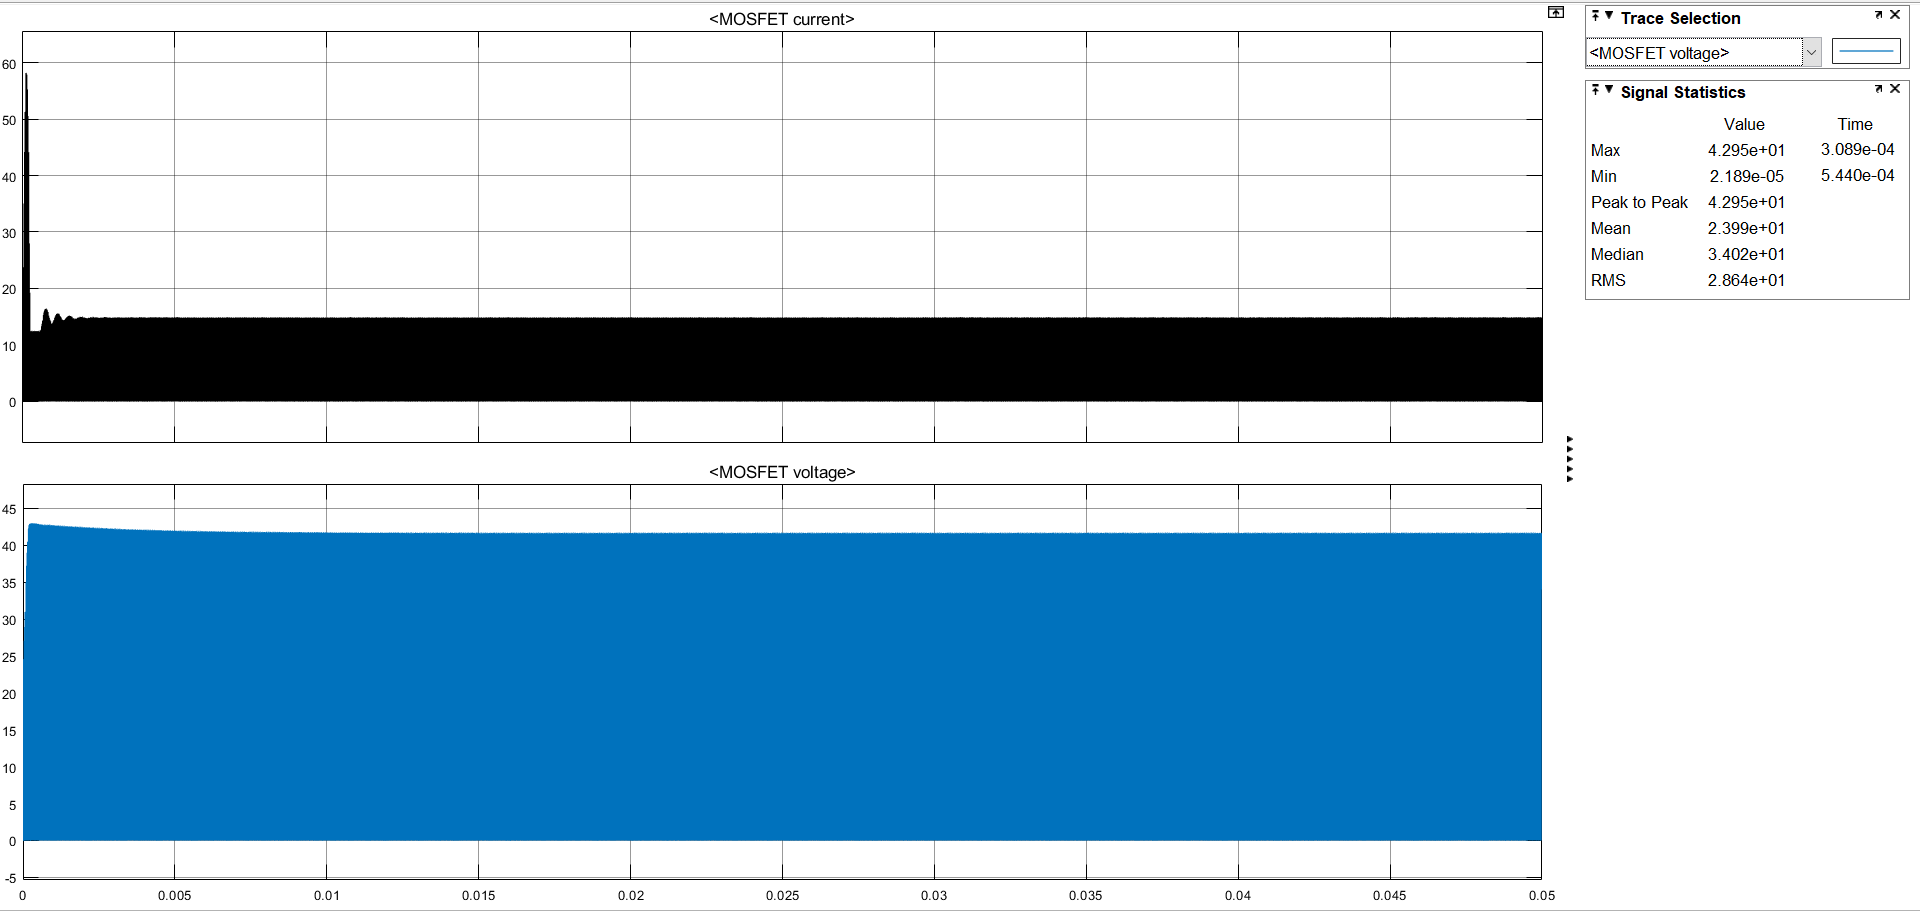 <MOSFET current>
60
50
40
30
20
10
0
<MOSFET voltage>
45
40
35
30
25
20
15
10
5
0
-5
0 0.005 0.01 0.015 0.02 0.025 0.03 0.035 0.04 0.045 0.05
Trace Selection
<MOSFET voltage>
Signal Statistics
Value Time
Max 4.295e+01 3.089e-04
Min 2.189e-05 5.440e-04
Peak to Peak 4.295e+01
Mean 2.399e+01
Median 3.402e+01
RMS 2.864e+01